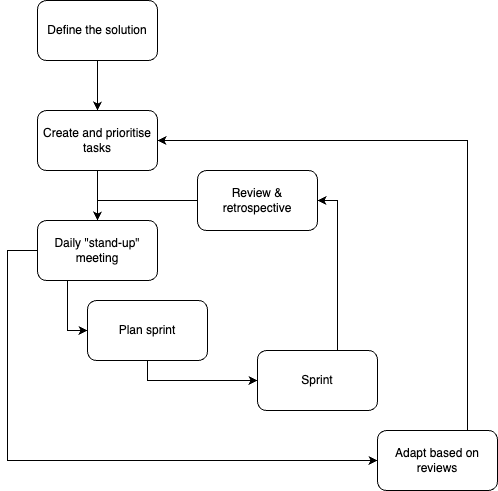 Define the solution
Create and prioritise
tasks
Review &
retrospective
Daily "stand-up"
meeting
Plan sprint
Sprint
Adapt based on
reviews